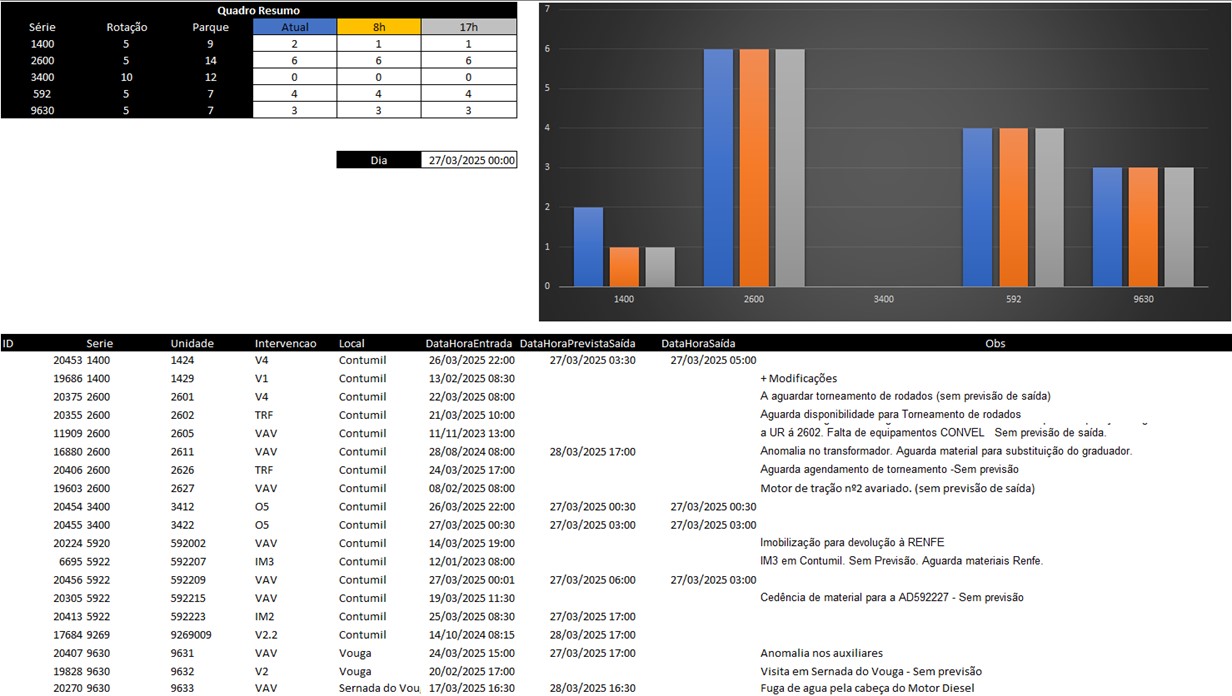 Quadro Resumo
Série Rotação Parque Atual 8h 17h
1400 5 9 2 1 1
2600 5 14 6 6 6
3400 10 12 0 0 0
592 5 7 4 4 4
9630 5 7 3 3 3
Dia 27/03/2025 00:00
7
6
5
4
3
2
1
0
1400 2600 3400 592 9630
ID Serie Unidade Intervencao Local DataHoraEntrada DataHoraPrevistaSaída DataHoraSaída Obs
20453 1400 1424 V4 Contumil 26/03/2025 22:00 27/03/2025 03:30 27/03/2025 05:00
19686 1400 1429 V1 Contumil 13/02/2025 08:30 + Modificações
20375 2600 2601 V4 Contumil 22/03/2025 08:00 A aguardar torneamento de rodados (sem previsão de saída)
20355 2600 2602 TRF Contumil 21/03/2025 10:00 Aguarda disponibilidade para Torneamento de rodados
11909 2600 2605 VAV Contumil 11/11/2023 13:00 a UR á 2602. Falta de equipamentos CONVEL Sem previsão de saída.
16880 2600 2611 VAV Contumil 28/08/2024 08:00 28/03/2025 17:00 Anomalia no transformador. Aguarda material para substituição do graduador.
20406 2600 2626 TRF Contumil 24/03/2025 17:00 Aguarda agendamento de torneamento -Sem previsão
19603 2600 2627 VAV Contumil 08/02/2025 08:00 Motor de tração nº2 avariado. (sem previsão de saída)
20454 3400 3412 O5 Contumil 26/03/2025 22:00 27/03/2025 00:30 27/03/2025 00:30
20455 3400 3422 O5 Contumil 27/03/2025 00:30 27/03/2025 03:00 27/03/2025 03:00
20224 5920 592002 VAV Contumil 14/03/2025 19:00 Imobilização para devolução á RENFE
6695 5922 592207 IM3 Contumil 12/01/2023 08:00 IM3 em Contumil. Sem Previsão. Aguarda materiais Renfe.
20456 5922 592209 VAV Contumil 27/03/2025 00:01 27/03/2025 06:00 27/03/2025 03:00
20305 5922 592215 VAV Contumil 19/03/2025 11:30 Cedência de material para a AD592227 - Sem previsão
20413 5922 592223 IM2 Contumil 25/03/2025 08:30 27/03/2025 17:00
17684 9269 9269009 V2.2 Contumil 14/10/2024 08:15 28/03/2025 17:00
20407 9630 9631 VAV Vouga 24/03/2025 15:00 27/03/2025 17:00 Anomalia nos auxiliares
19828 9630 9632 V2 Vouga 20/02/2025 17:00 Visita em Sernada do Vouga - Sem previsão
20270 9630 9633 VAV Sernada do Vou 17/03/2025 16:30 28/03/2025 16:30 Fuga de agua pela cabeça do Motor Diesel